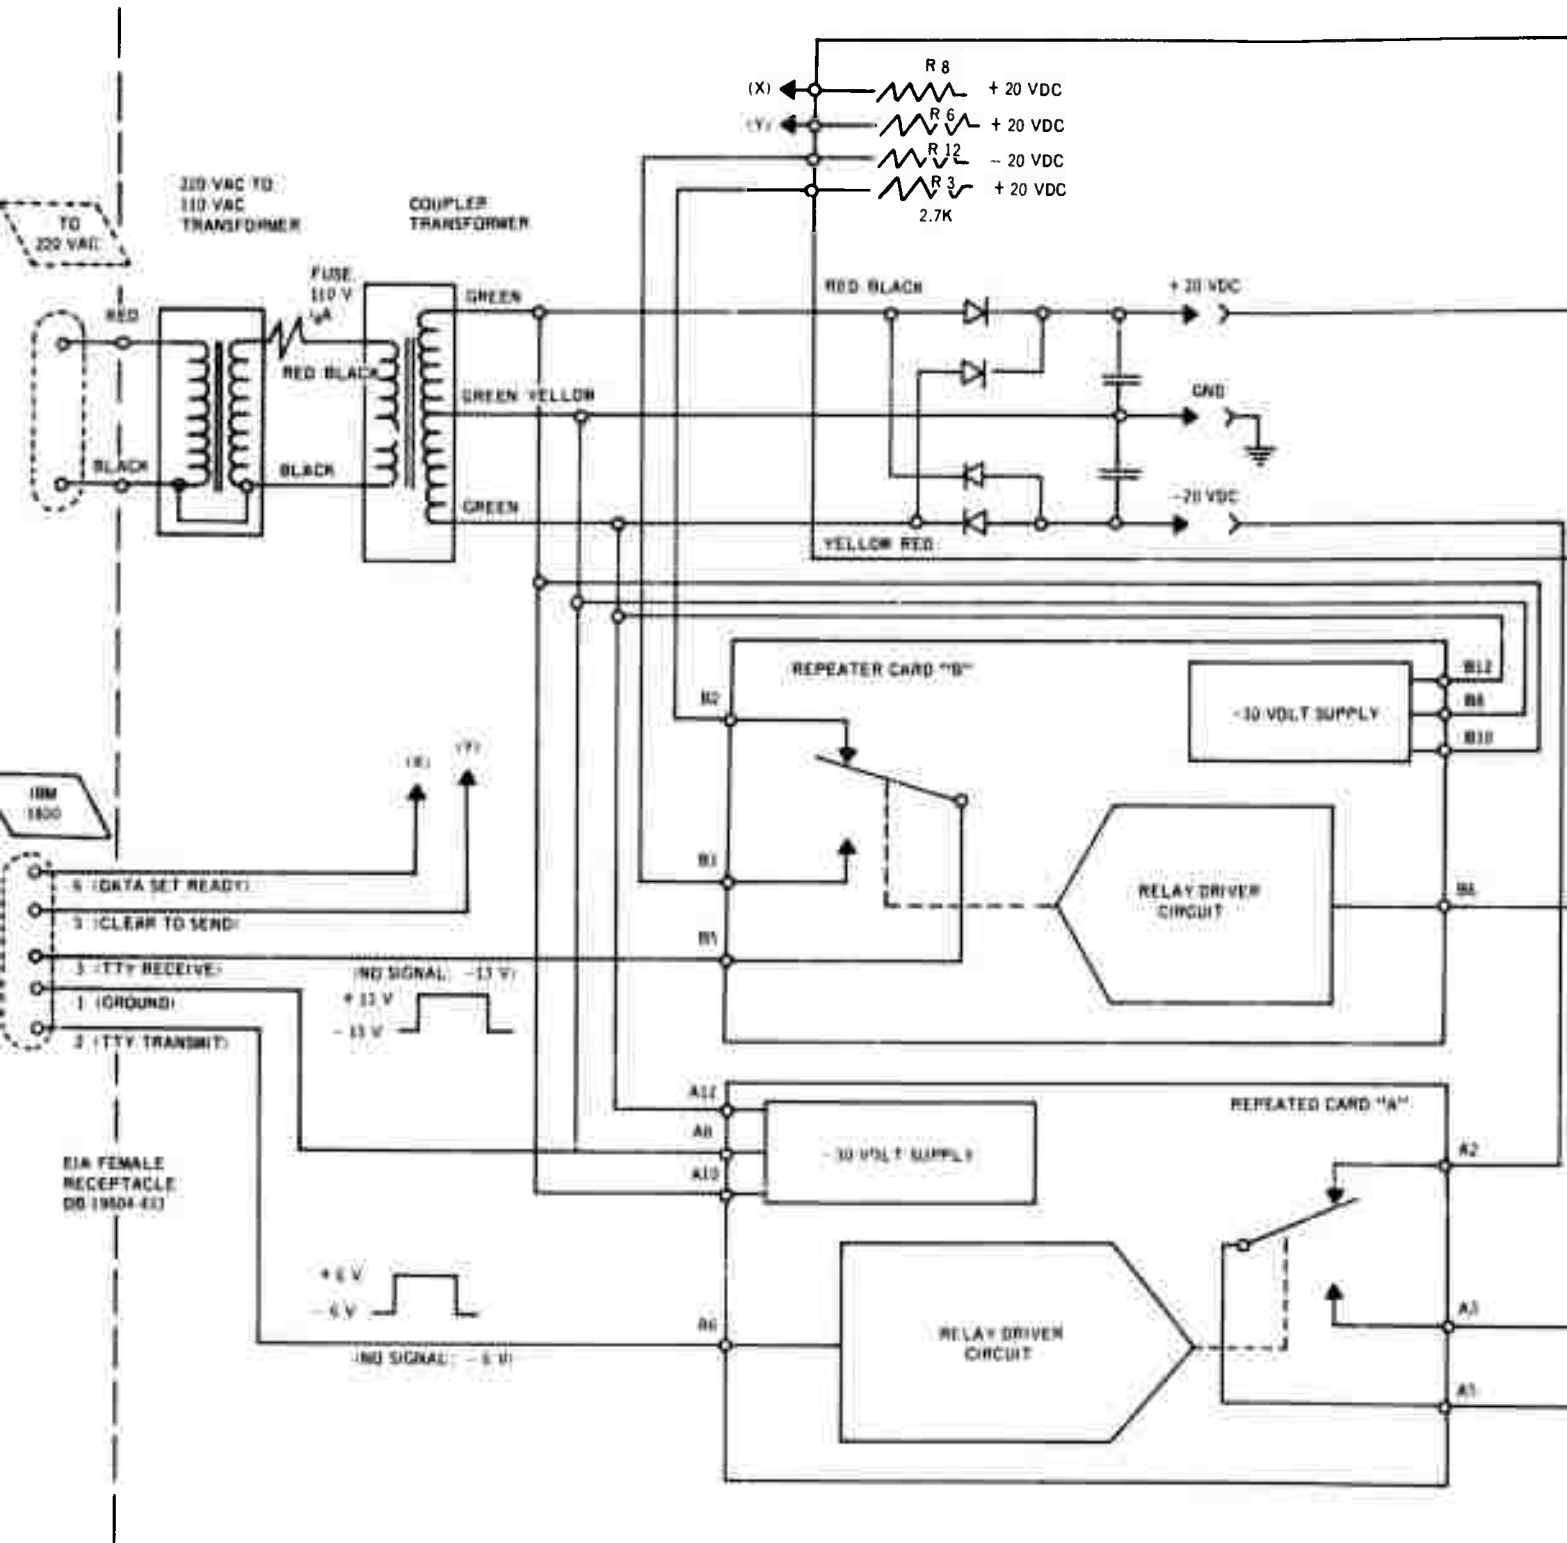 R 8
(X) + 20 VDC
R 6
(Y) + 20 VDC
R 12
- 20 VDC
R 3
+ 20 VDC
2.7K
220 VAC TO
110 VAC
TRANSFORMER
COUPLER
TRANSFORMER
TO
220 VAC
FUSE
110 V
RED
RED BLACK
BLACK
BLACK
GREEN
GREEN YELLOW
GREEN
RED BLACK
+ 20 VDC
GND
-20 VDC
YELLOW RED
REPEATER CARD "B"
-30 VOLT SUPPLY
B12
B8
B10
B2
B3
B5
B6
RELAY DRIVER
CIRCUIT
(X)
(Y)
IBM
1800
6 (DATA SET READY)
5 (CLEAR TO SEND)
3 (TTY RECEIVE)
1 (GROUND)
2 (TTY TRANSMIT)
(NO SIGNAL: -13 V)
+ 13 V
- 13 V
EIA FEMALE
RECEPTACLE
A12
A8
A10
-30 VOLT SUPPLY
REPEATED CARD "A"
A2
A3
A5
+ 6 V
- 6 V
(NO SIGNAL: - 6 V)
RELAY DRIVER
CIRCUIT